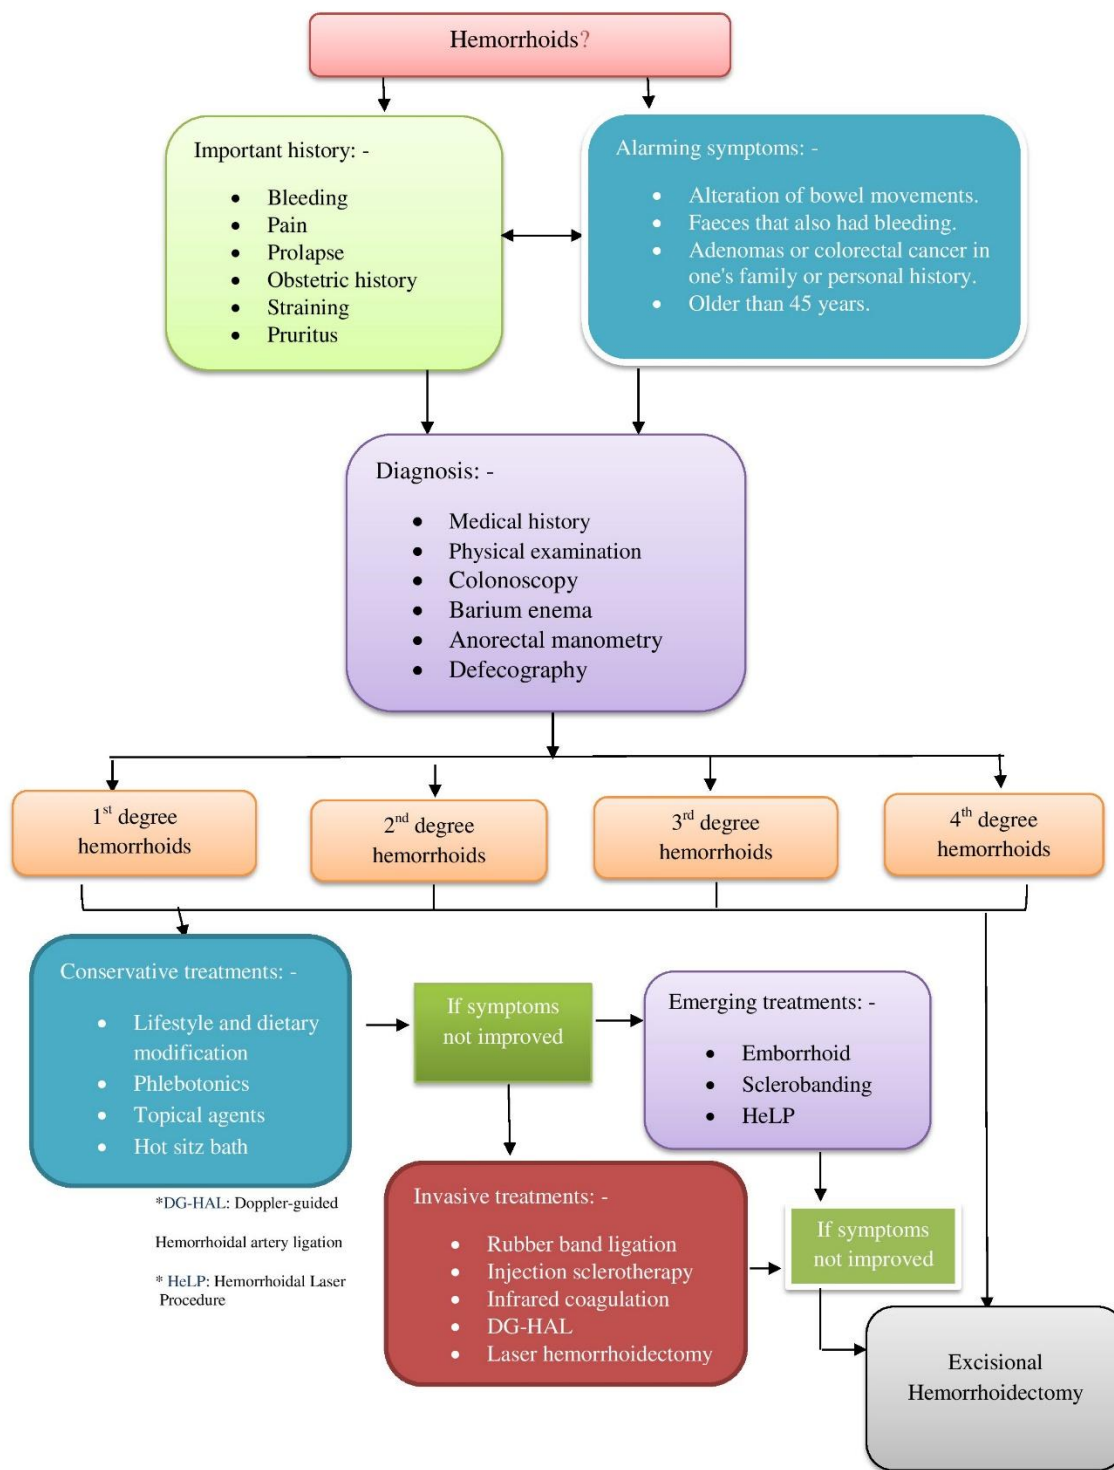 Hemorrhoids?
Important history: -
• Bleeding
• Pain
• Prolapse
• Obstetric history
• Straining
• Pruritus
Alarming symptoms: -
• Alteration of bowel movements.
• Faeces that also had bleeding.
• Adenomas or colorectal cancer in
one's family or personal history.
• Older than 45 years.
Diagnosis: -
• Medical history
• Physical examination
• Colonoscopy
• Barium enema
• Anorectal manometry
• Defecography
1st degree
hemorrhoids
2nd degree
hemorrhoids
3rd degree
hemorrhoids
4th degree
hemorrhoids
Conservative treatments: -
• Lifestyle and dietary
modification
• Phlebotonics
• Topical agents
• Hot sitz bath
If symptoms
not improved
Emerging treatments: -
• Emborrhoid
• Sclerobanding
• HeLP
*DG-HAL: Doppler-guided
Hemorrhoidal artery ligation
* HeLP: Hemorrhoidal Laser
Procedure
Invasive treatments: -
• Rubber band ligation
• Injection sclerotherapy
• Infrared coagulation
• DG-HAL
• Laser hemorrhoidectomy
If symptoms
not improved
Excisional
Hemorrhoidectomy